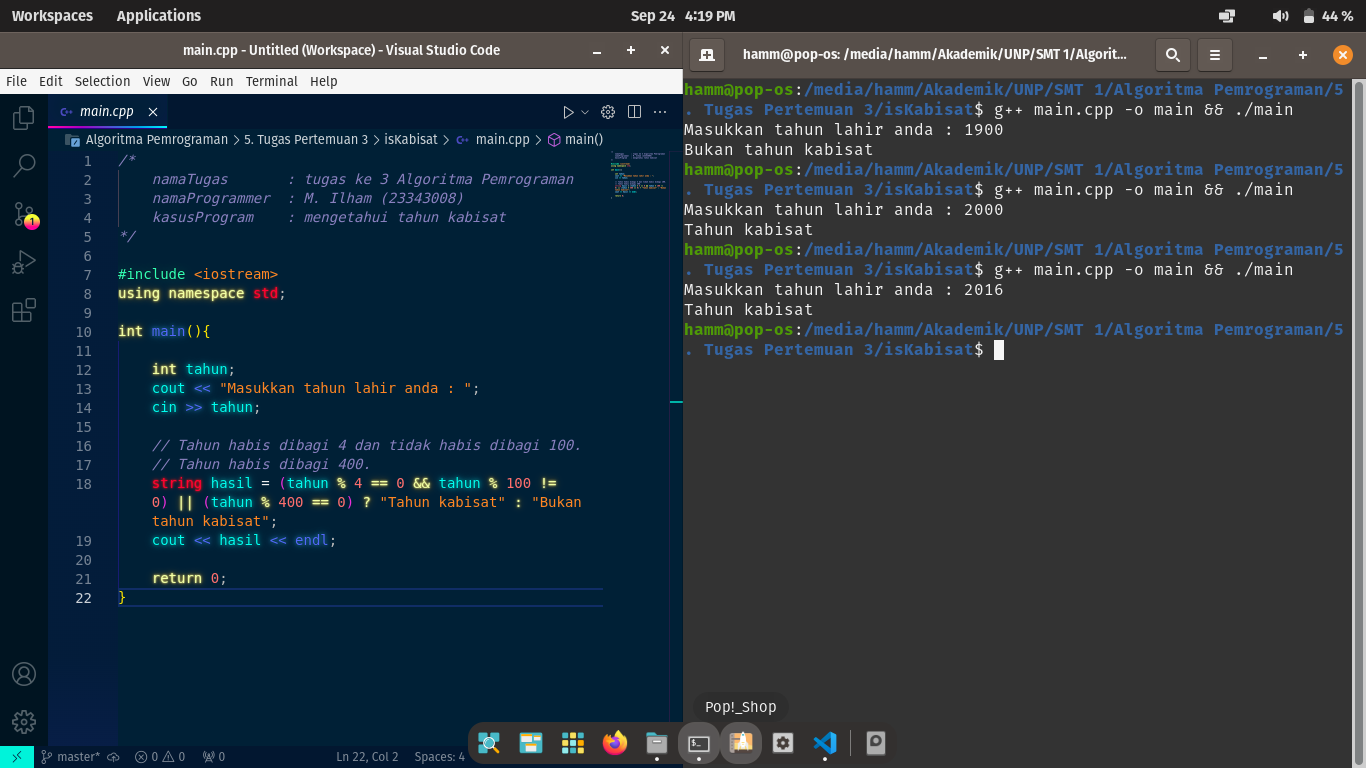 Workspaces Applications Sep 24 4:19 PM 44 %
main.cpp - Untitled (Workspace) - Visual Studio Code
File Edit Selection View Go Run Terminal Help
main.cpp
Algoritma Pemrograman > 5. Tugas Pertemuan 3 > isKabisat > main.cpp > main()
1 /*
2 namaTugas : tugas ke 3 Algoritma Pemrograman
3 namaProgrammer : M. Ilham (23343008)
4 kasusProgram : mengetahui tahun kabisat
5 */
6
7 #include <iostream>
8 using namespace std;
9
10 int main(){
11
12 int tahun;
13 cout << "Masukkan tahun lahir anda : ";
14 cin >> tahun;
15
16 // Tahun habis dibagi 4 dan tidak habis dibagi 100.
17 // Tahun habis dibagi 400.
18 string hasil = (tahun % 4 == 0 && tahun % 100 !=
0) || (tahun % 400 == 0) ? "Tahun kabisat" : "Bukan
tahun kabisat";
19 cout << hasil << endl;
20
21 return 0;
22 }
1
master* 0 0 0 Ln 22, Col 2 Spaces: 4
hamm@pop-os: /media/hamm/Akademik/UNP/SMT 1/Algorit...
hamm@pop-os:/media/hamm/Akademik/UNP/SMT 1/Algoritma Pemrograman/5
. Tugas Pertemuan 3/isKabisat$ g++ main.cpp -o main && ./main
Masukkan tahun lahir anda : 1900
Bukan tahun kabisat
hamm@pop-os:/media/hamm/Akademik/UNP/SMT 1/Algoritma Pemrograman/5
. Tugas Pertemuan 3/isKabisat$ g++ main.cpp -o main && ./main
Masukkan tahun lahir anda : 2000
Tahun kabisat
hamm@pop-os:/media/hamm/Akademik/UNP/SMT 1/Algoritma Pemrograman/5
. Tugas Pertemuan 3/isKabisat$ g++ main.cpp -o main && ./main
Masukkan tahun lahir anda : 2016
Tahun kabisat
hamm@pop-os:/media/hamm/Akademik/UNP/SMT 1/Algoritma Pemrograman/5
. Tugas Pertemuan 3/isKabisat$
Pop!_Shop